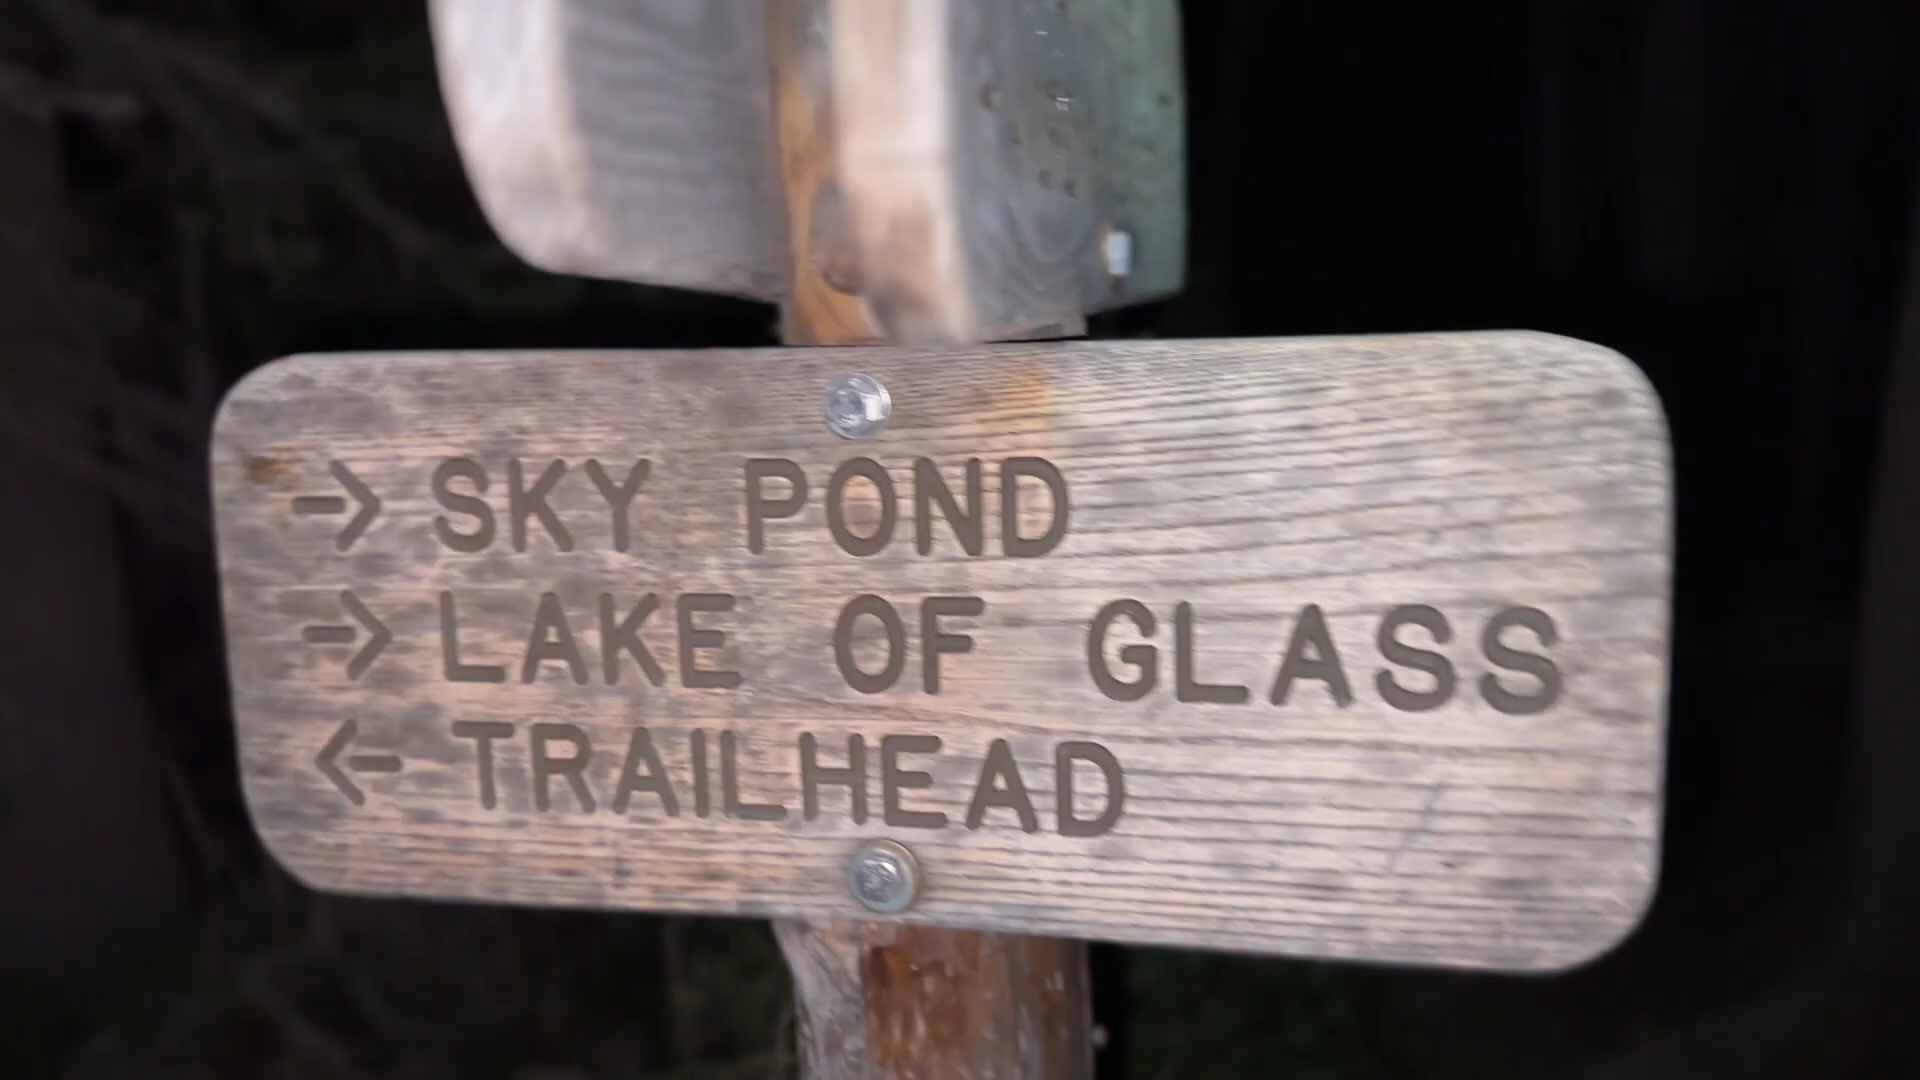 → SKY POND
→ LAKE OF GLASS
← TRAILHEAD